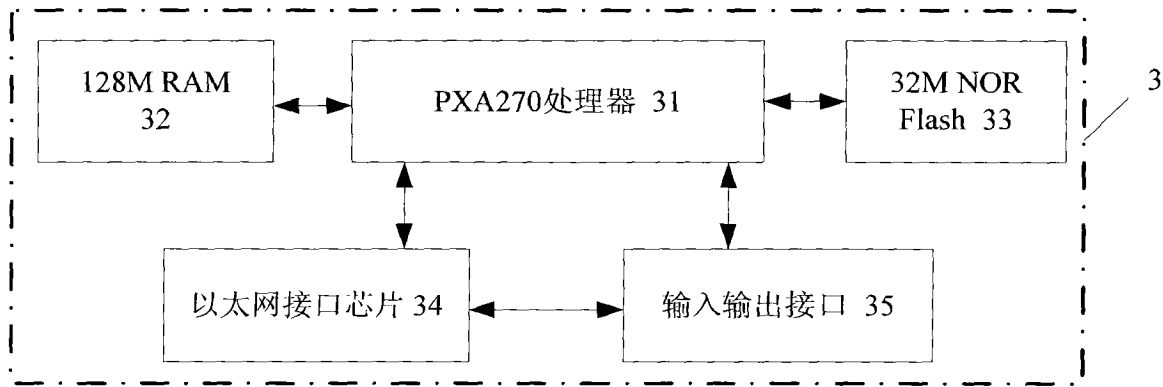 128M RAM
32
PXA270处理器 31
32M NOR
Flash 33
3
以太网接口芯片 34
输入输出接口 35